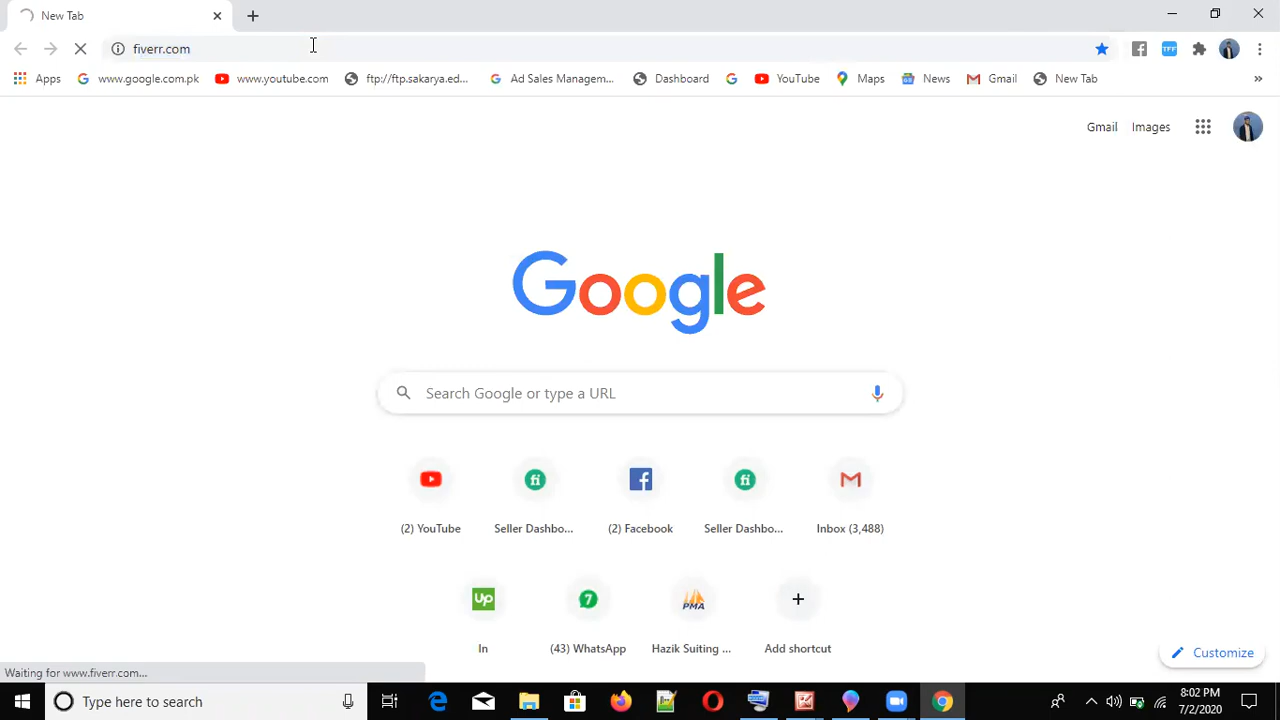 New Tab
fiverr.com
Apps
www.google.com.pk
www.youtube.com
ftp://ftp.sakarya.ed...
Ad Sales Managem...
Dashboard
YouTube
Maps
News
Gmail
New Tab
»
Gmail
Images
Google
Search Google or type a URL
(2) YouTube
Seller Dashbo...
(2) Facebook
Seller Dashbo...
Inbox (3,488)
In
(43) WhatsApp
Hazik Suiting ...
Add shortcut
Customize
Waiting for www.fiverr.com...
Type here to search
8:02 PM
7/2/2020